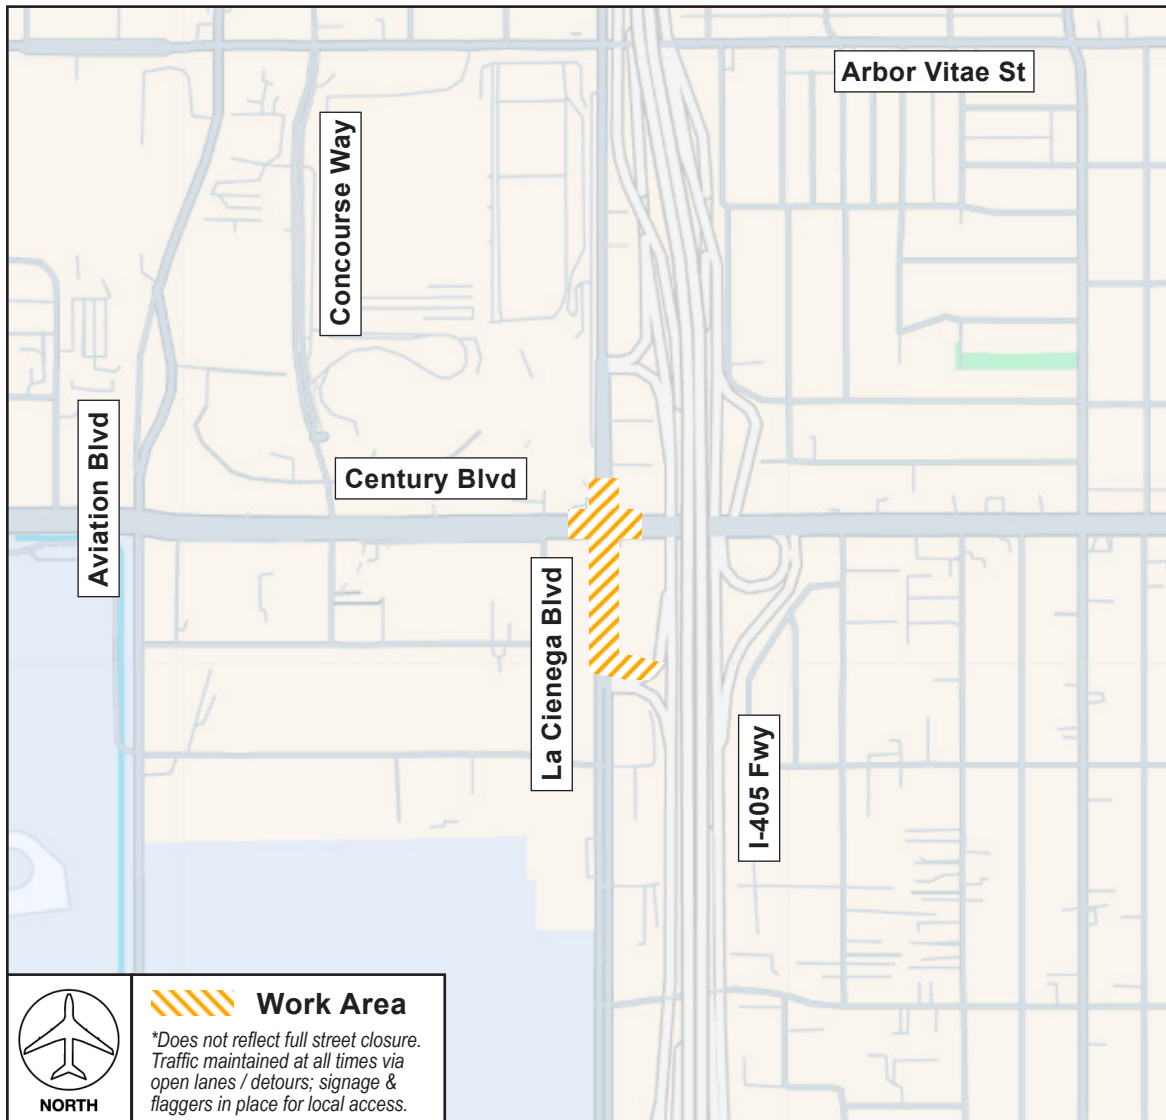 Arbor Vitae St
Concourse Way
Aviation Blvd
Century Blvd
La Cienega Blvd
I-405 Fwy
NORTH
Work Area
*Does not reflect full street closure.
Traffic maintained at all times via
open lanes / detours; signage &
flaggers in place for local access.